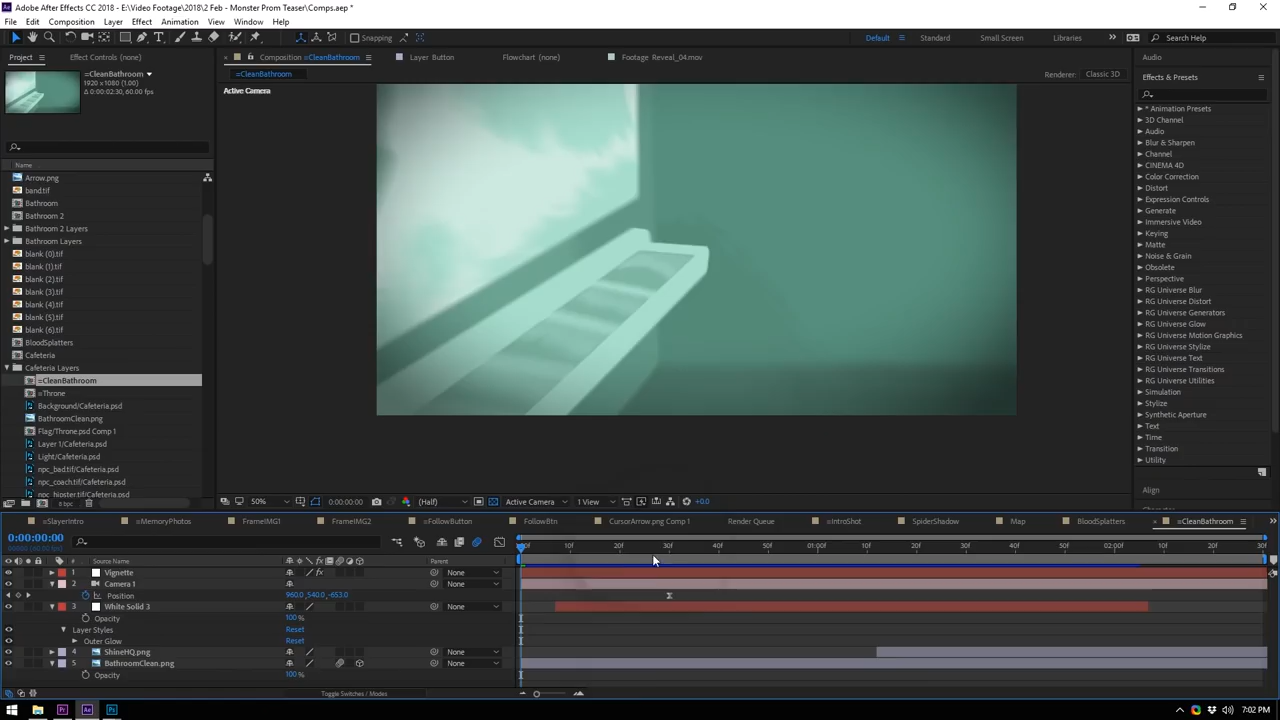 Adobe After Effects CC 2018 - E:\Video Footage\2018\2 Feb - Monster Prom Teaser\Comps.aep *
File Edit Composition Layer Effect Animation View Window Help
Snapping
Default Standard Small Screen Libraries Search Help
Project Effect Controls (none)
=CleanBathroom
1920 x 1080 (1.00)
Δ 0:00:02:30, 60.00 fps
Name
Arrow.png
band.tif
Bathroom
Bathroom 2
Bathroom 2 Layers
Bathroom Layers
blank (0).tif
blank (1).tif
blank (2).tif
blank (3).tif
blank (4).tif
blank (5).tif
blank (6).tif
BloodSplatters
Cafeteria
Cafeteria Layers
=CleanBathroom
=Throne
Background/Cafeteria.psd
BathroomClean.png
Flag/Throne.psd Comp 1
Layer 1/Cafeteria.psd
Light/Cafeteria.psd
npc_bad.tif/Cafeteria.psd
npc_coach.tif/Cafeteria.psd
npc_hipster.tif/Cafeteria.psd
8 bpc
Composition =CleanBathroom Layer Button Flowchart (none) Footage Reveal_04.mov
=CleanBathroom
Renderer: Classic 3D
Active Camera
50% 0:00:00:00 (Half) Active Camera 1 View +0.0
Audio
Effects & Presets
* Animation Presets
3D Channel
Audio
Blur & Sharpen
Channel
CINEMA 4D
Color Correction
Distort
Expression Controls
Generate
Immersive Video
Keying
Matte
Noise & Grain
Obsolete
Perspective
RG Universe Blur
RG Universe Distort
RG Universe Generators
RG Universe Glow
RG Universe Motion Graphics
RG Universe Stylize
RG Universe Text
RG Universe Transitions
RG Universe Utilities
Simulation
Stylize
Synthetic Aperture
Text
Time
Transition
Utility
Align
=SlayerIntro =MemoryPhotos FrameIMG1 FrameIMG2 =FollowButton FollowBtn CursorArrow.png Comp 1 Render Queue =IntroShot SpiderShadow Map BloodSplatters =CleanBathroom
0:00:00:00
10f 20f 30f 40f 50f 01:00f 10f 20f 30f 40f 50f 02:00f 10f 20f 30f
# Source Name Parent
1 Vignette None
2 Camera 1 None
Position 960.0 ,540.0 ,-653.0
3 White Solid 3 None
Opacity 100 %
Layer Styles Reset
Outer Glow Reset
4 ShineHQ.png None
5 BathroomClean.png None
Opacity 100 %
Toggle Switches / Modes
7:02 PM